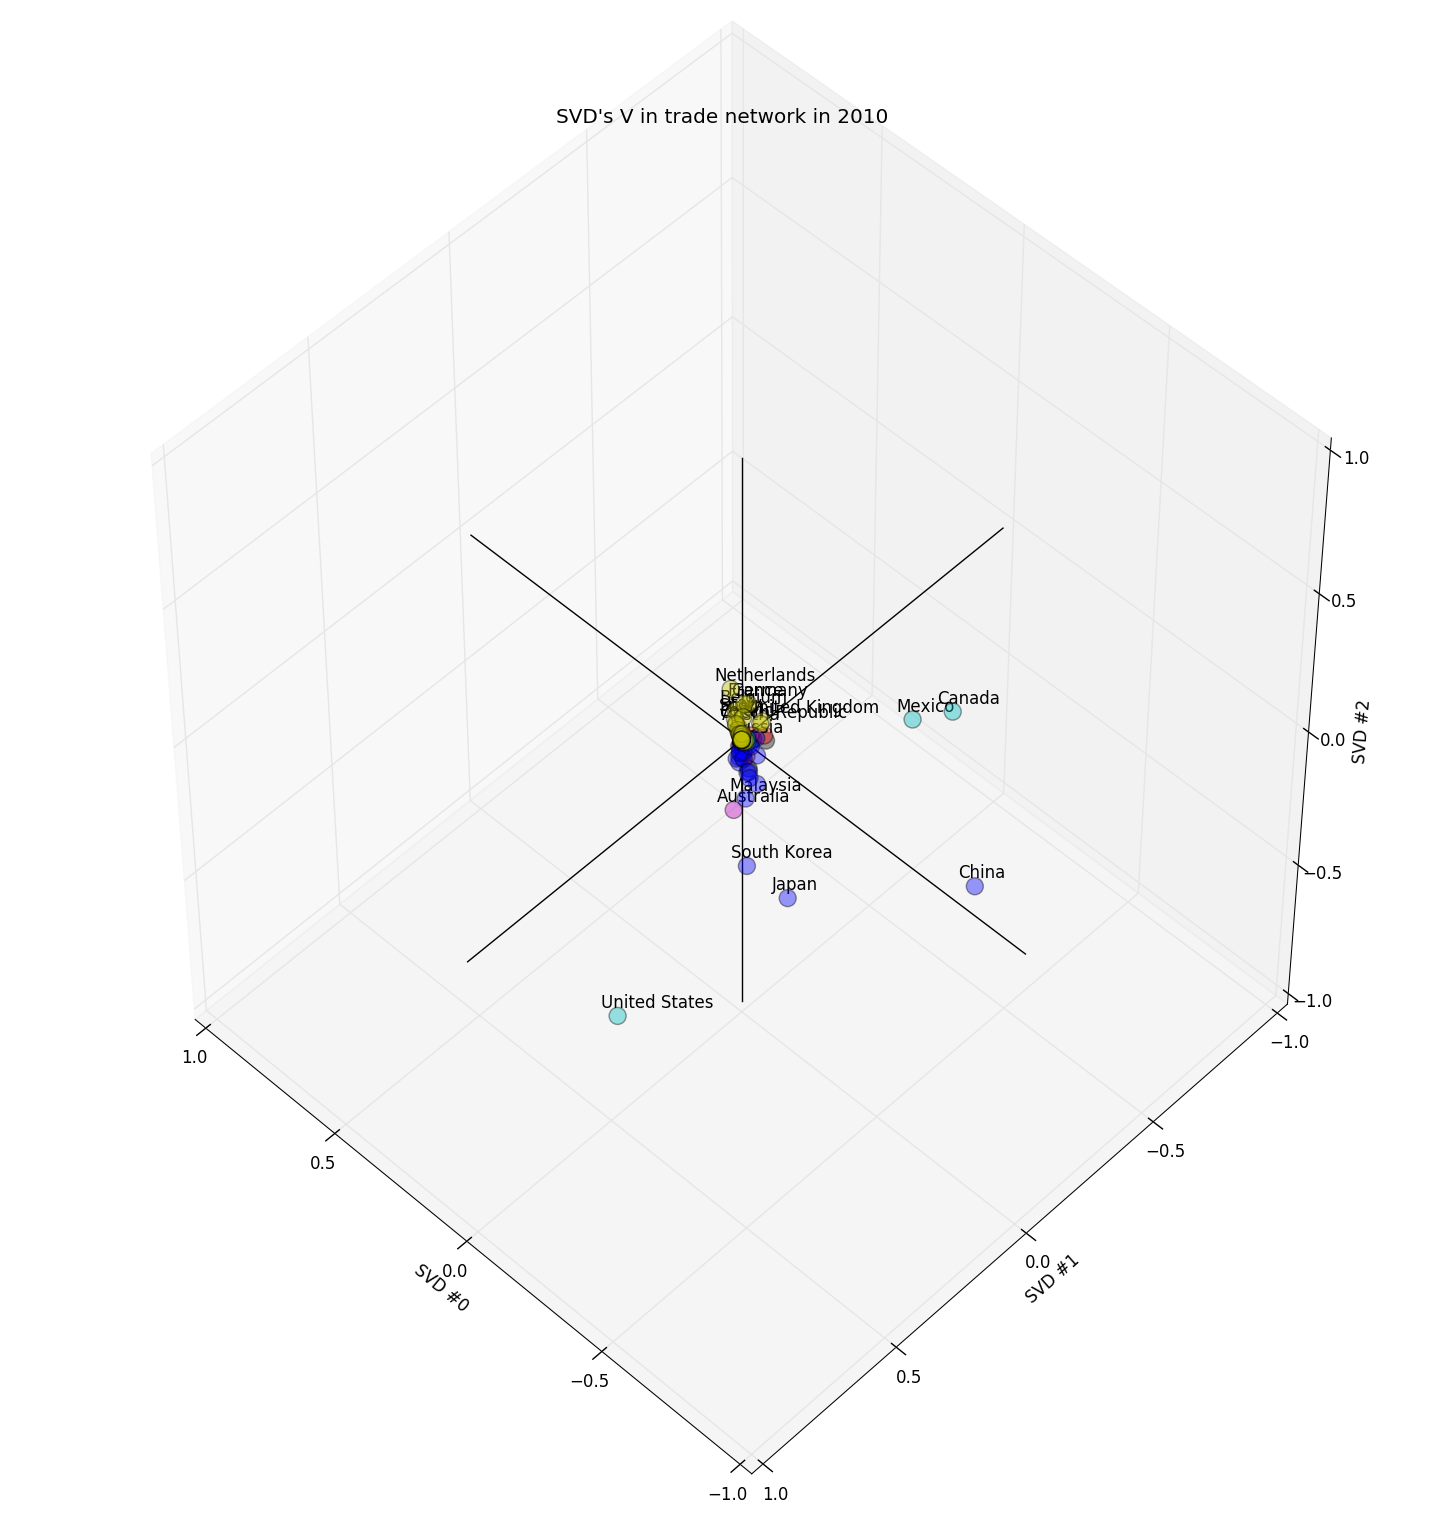 SVD's V in trade network in 2010
1.0
0.5
0.0
−0.5
−1.0
SVD #2
Netherlands
Germany
United Kingdom
Republic
Mexico
Canada
Malaysia
Australia
South Korea
Japan
China
United States
1.0
0.5
0.0
−0.5
−1.0
SVD #0
−1.0
−0.5
0.0
0.5
1.0
SVD #1